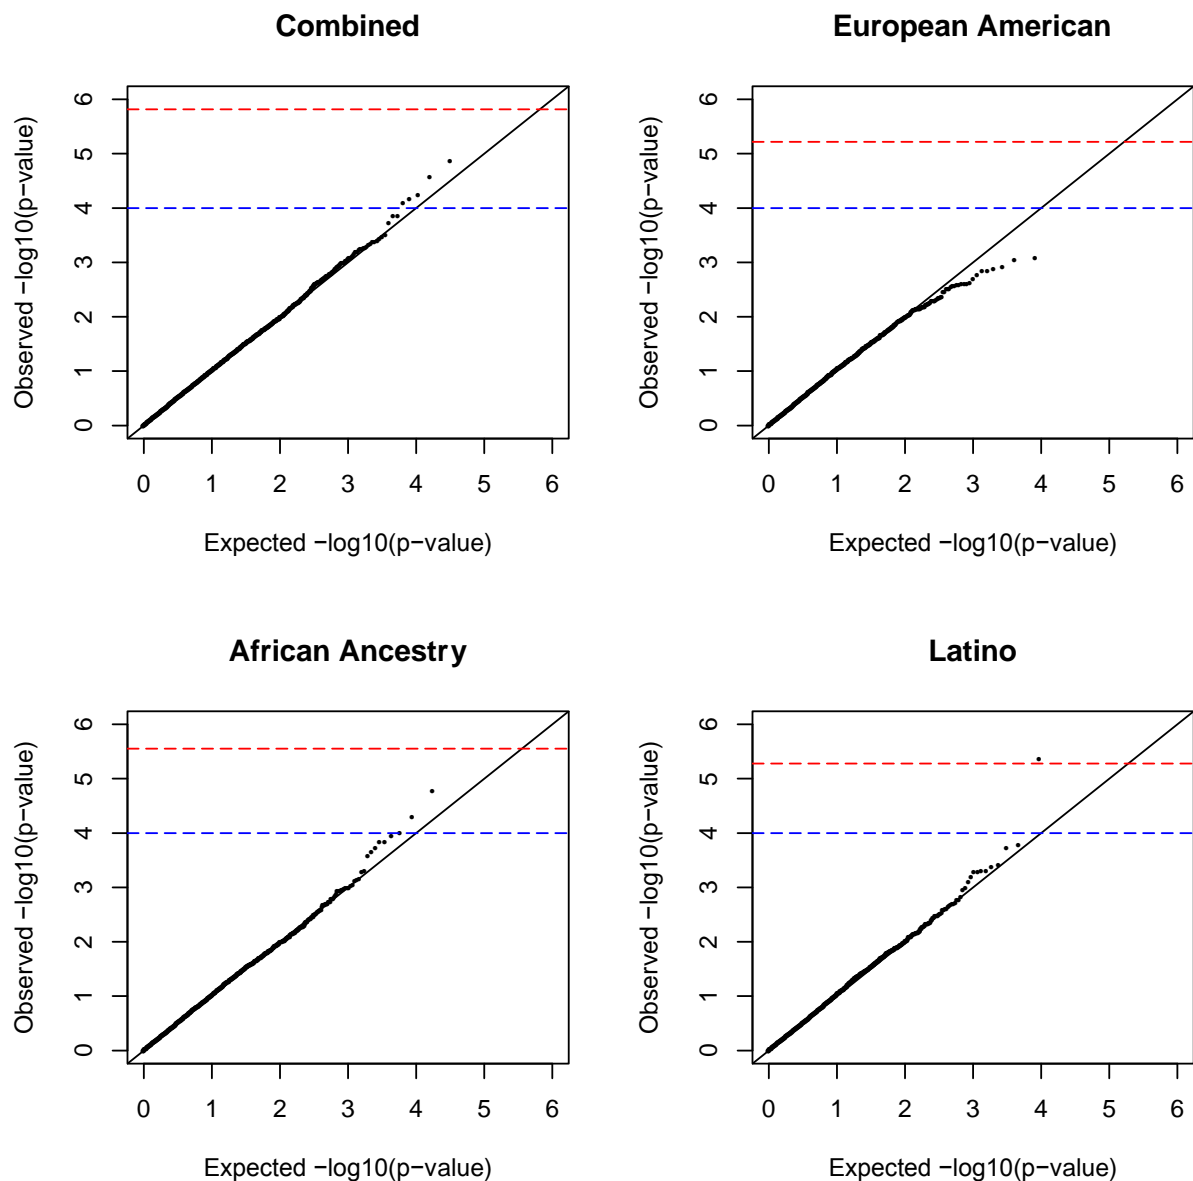 Combined
Observed −log10(p−value)
0 1 2 3 4 5 6
0 1 2 3 4 5 6
Expected −log10(p−value)
European American
Observed −log10(p−value)
0 1 2 3 4 5 6
0 1 2 3 4 5 6
Expected −log10(p−value)
African Ancestry
Observed −log10(p−value)
0 1 2 3 4 5 6
0 1 2 3 4 5 6
Expected −log10(p−value)
Latino
Observed −log10(p−value)
0 1 2 3 4 5 6
0 1 2 3 4 5 6
Expected −log10(p−value)